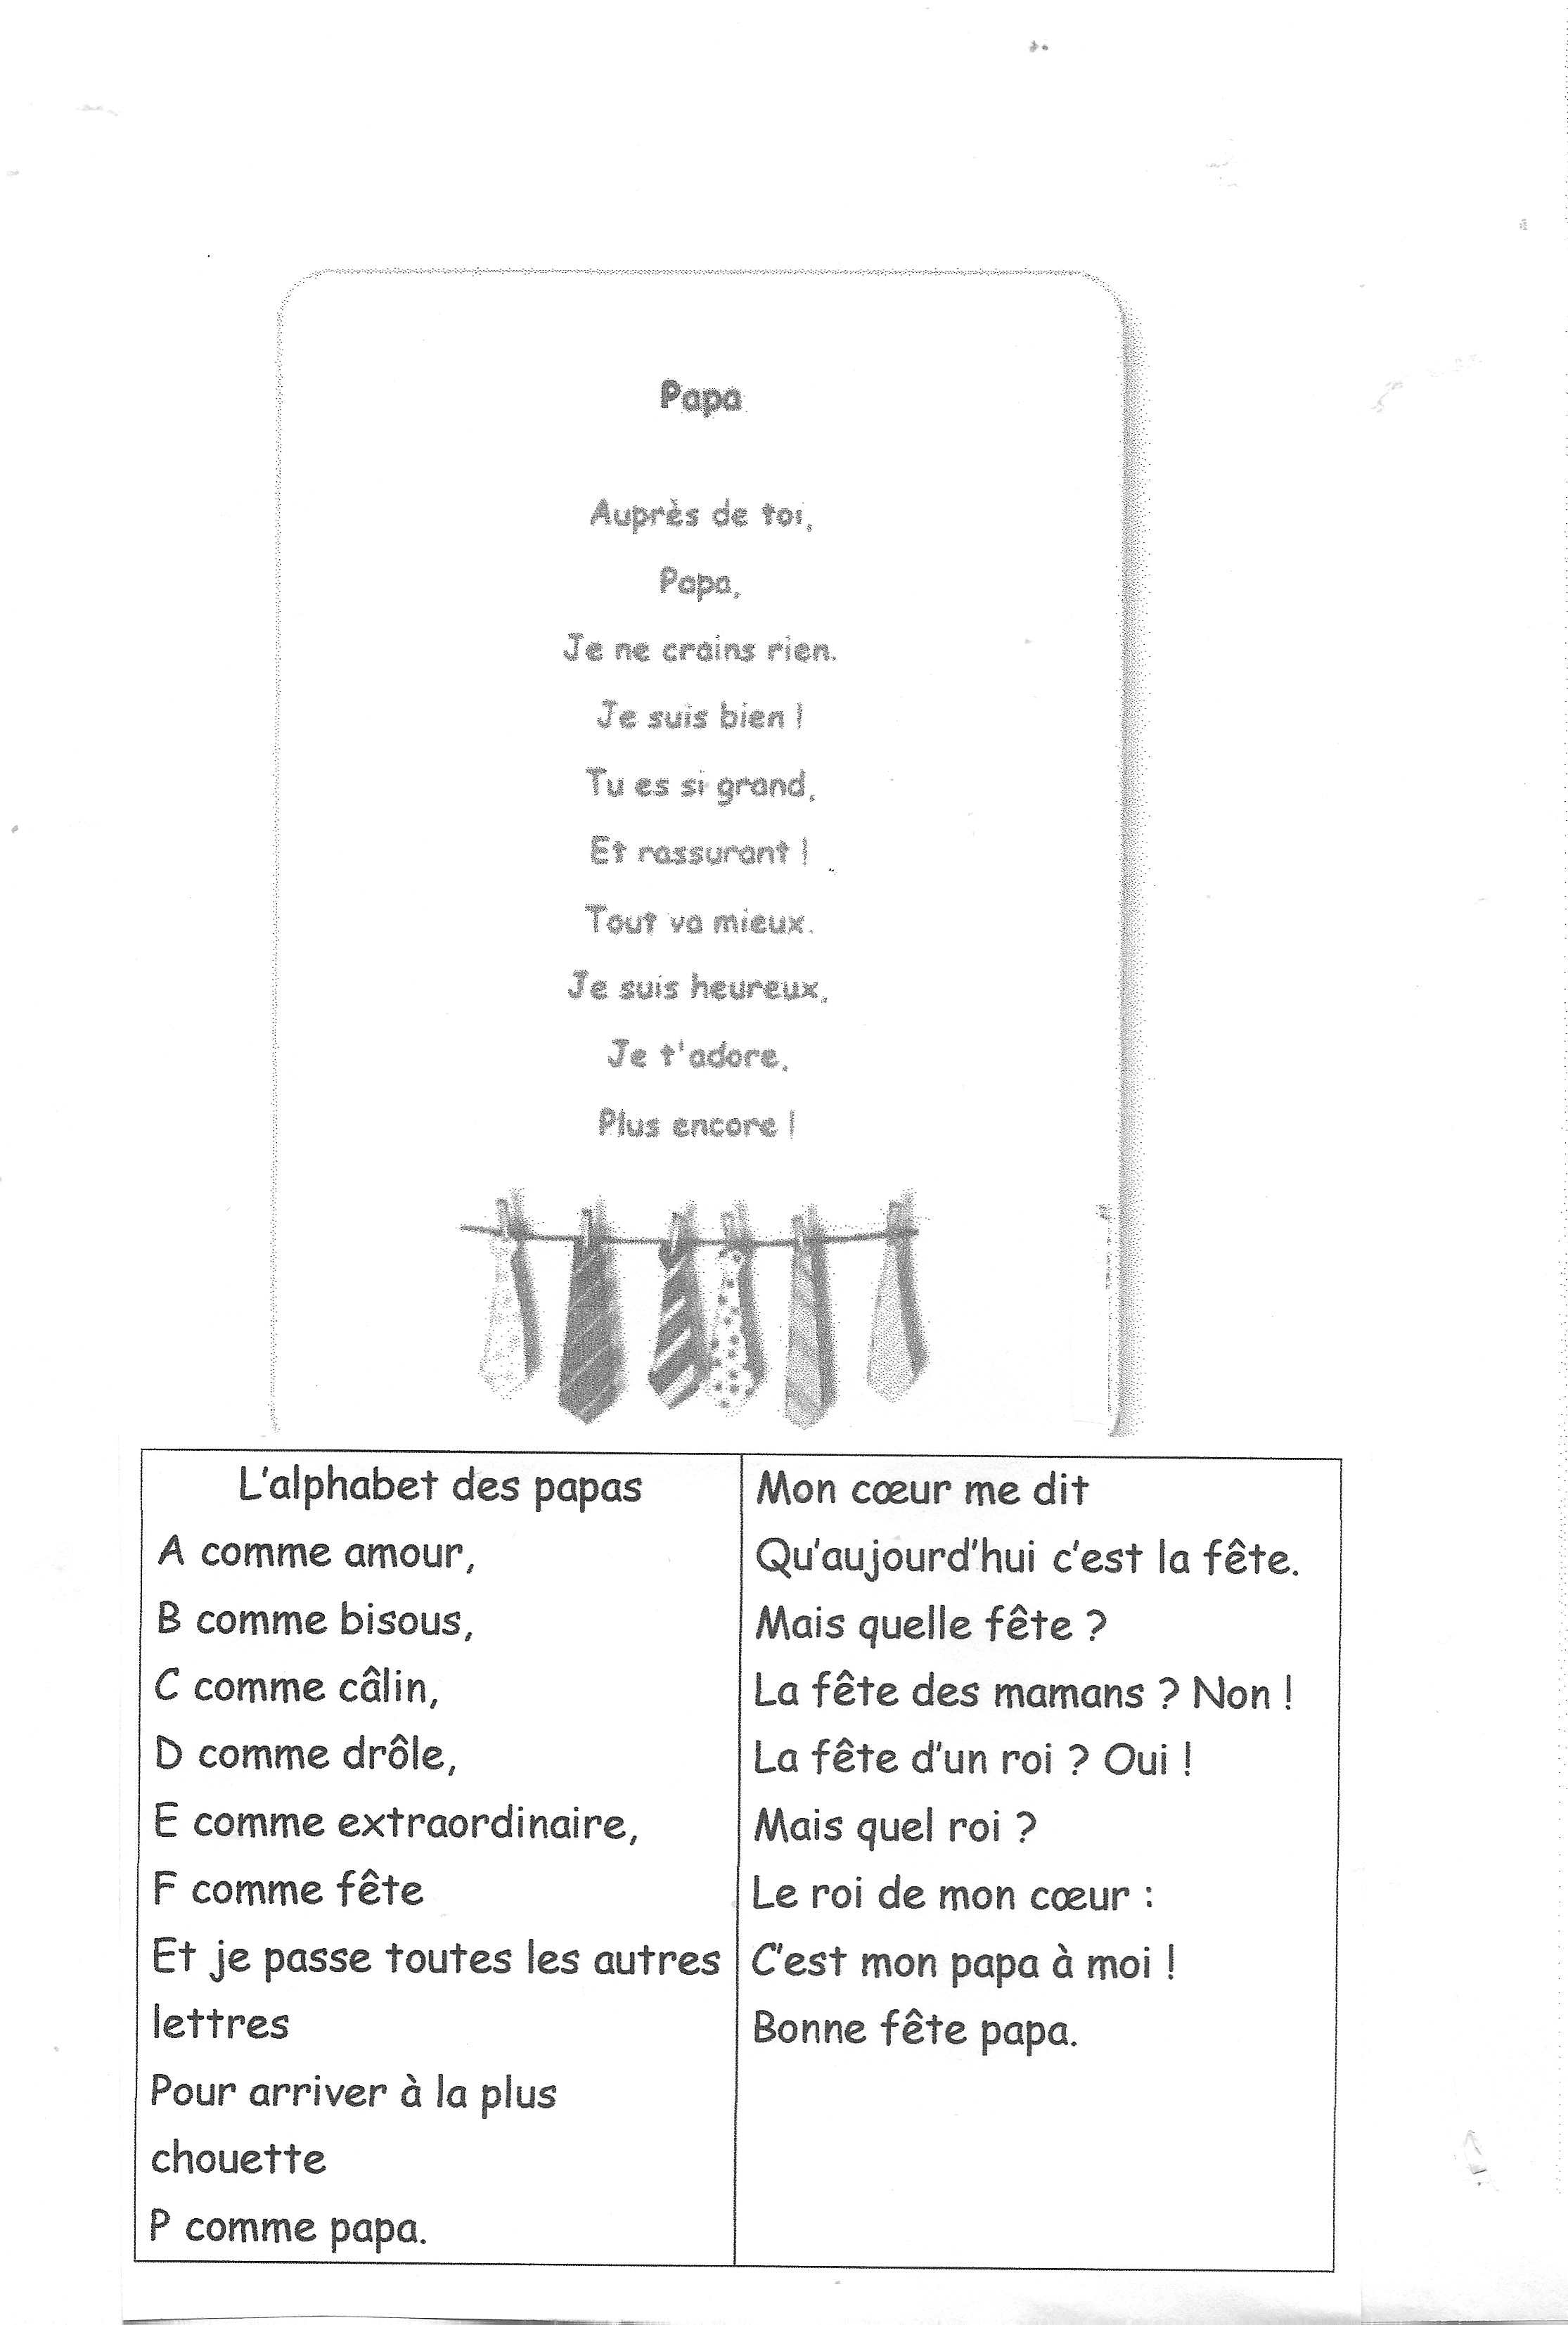 Papa
Auprès de toi,
Papa,
Je ne crains rien.
Je suis bien !
Tu es si grand,
Et rassurant !
Tout va mieux.
Je suis heureux,
Je t'adore,
Plus encore !
L'alphabet des papas
A comme amour,
B comme bisous,
C comme câlin,
D comme drôle,
E comme extraordinaire,
F comme fête
Et je passe toutes les autres
lettres
Pour arriver à la plus
chouette
P comme papa.
Mon cœur me dit
Qu'aujourd'hui c'est la fête.
Mais quelle fête ?
La fête des mamans ? Non !
La fête d'un roi ? Oui !
Mais quel roi ?
Le roi de mon cœur :
C'est mon papa à moi !
Bonne fête papa.